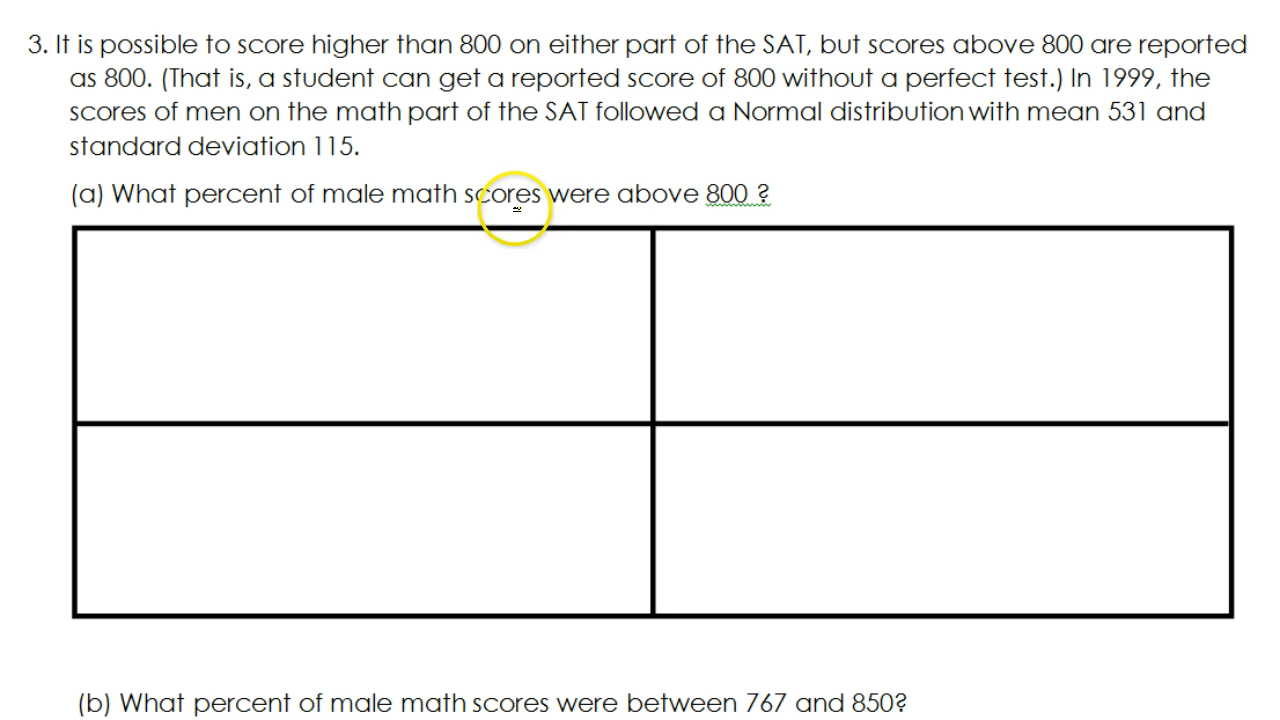 3. It is possible to score higher than 800 on either part of the SAT, but scores above 800 are reported
as 800. (That is, a student can get a reported score of 800 without a perfect test.) In 1999, the
scores of men on the math part of the SAT followed a Normal distribution with mean 531 and
standard deviation 115.
(a) What percent of male math scores were above 800 ?
(b) What percent of male math scores were between 767 and 850?